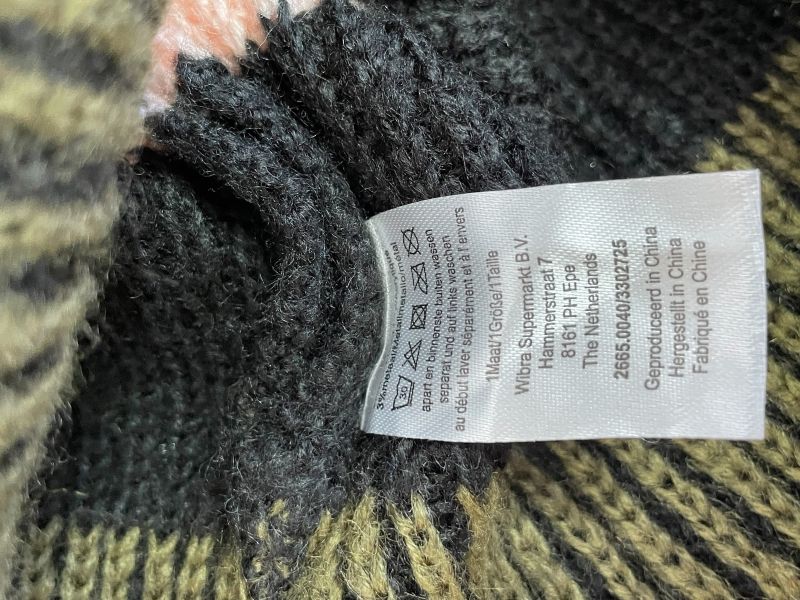 3%metaal/Metall/metallo/métal
30
apart en binnenste buiten wassen
separat und auf links waschen
au début laver séparément et à l envers
1Maat/1Größe/1Taille
Wibra Supermarkt B.V.
Hammerstraat 7
8161 PH Epe
The Netherlands
2665.0040/3302725
Geproduceerd in China
Hergestellt in China
Fabriqué en Chine